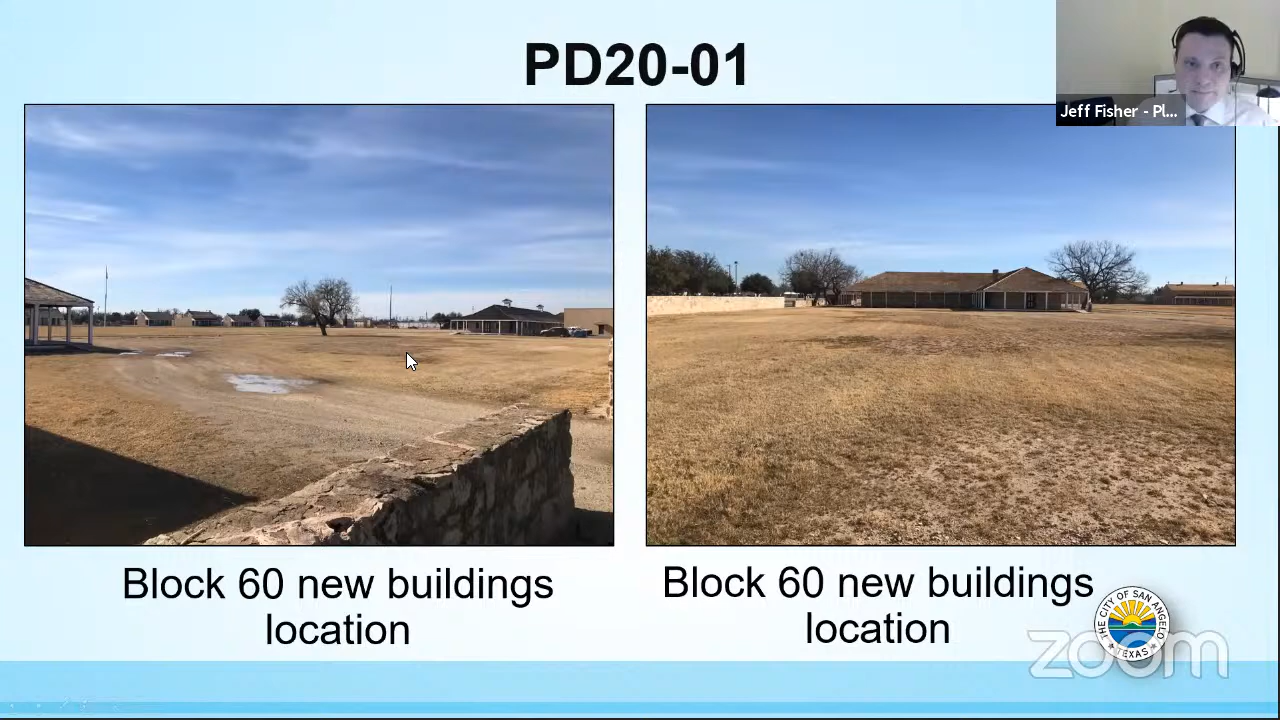 PD20-01
Jeff Fisher - Pl...
Block 60 new buildings
location
Block 60 new buildings
location
THE CITY OF SAN ANGELO
TEXAS
zoom